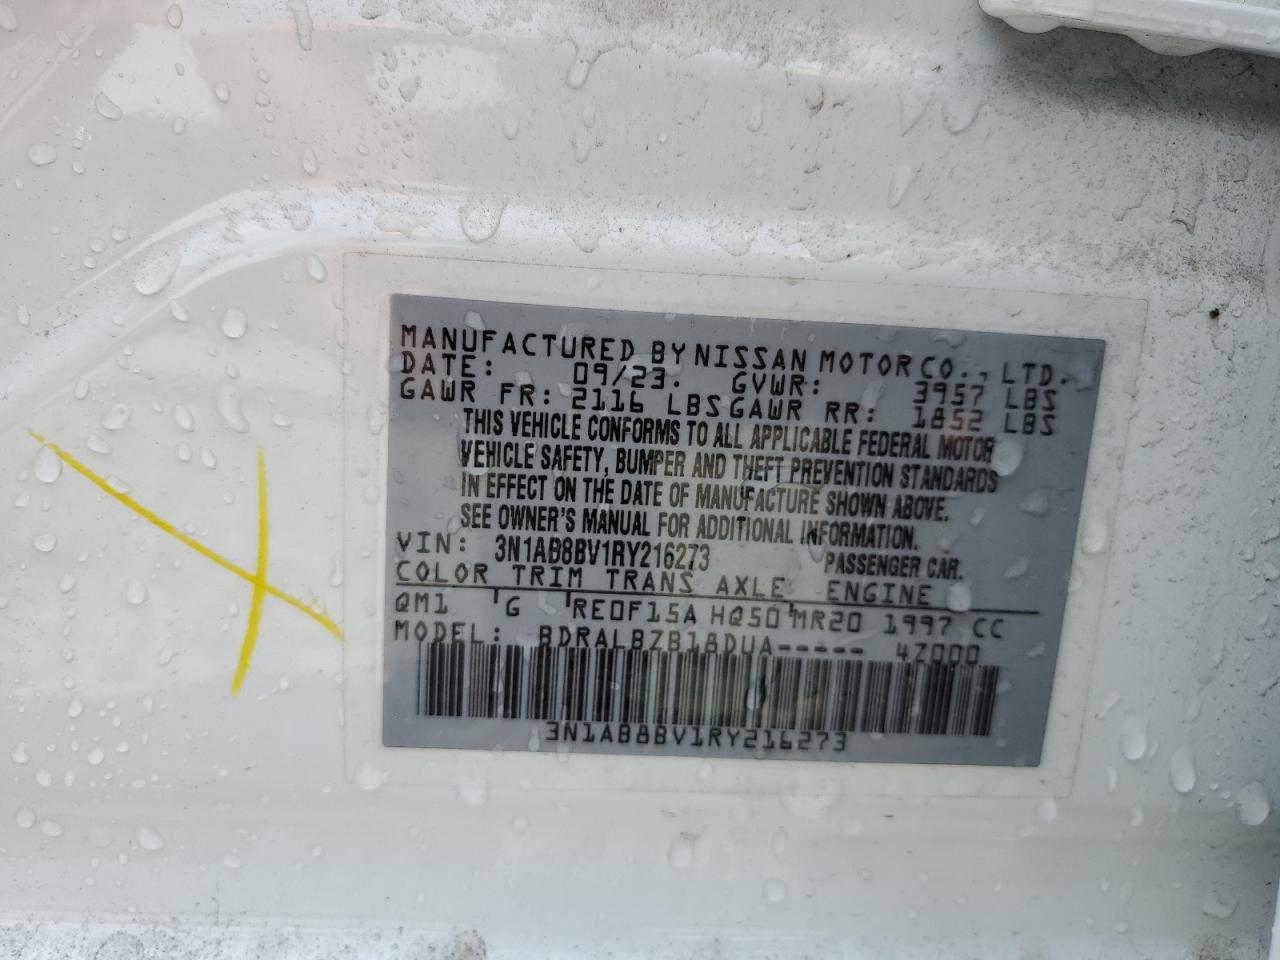 MANUFACTURED BY NISSAN MOTOR CO., LTD.
DATE: 09/23. GVWR: 3957 LBS
GAWR FR: 2116 LBS GAWR RR: 1852 LBS
THIS VEHICLE CONFORMS TO ALL APPLICABLE FEDERAL MOTOR
VEHICLE SAFETY, BUMPER AND THEFT PREVENTION STANDARDS
IN EFFECT ON THE DATE OF MANUFACTURE SHOWN ABOVE.
SEE OWNER'S MANUAL FOR ADDITIONAL INFORMATION.
VIN: 3N1AB8BV1RY216273 PASSENGER CAR.
COLOR TRIM TRANS AXLE ENGINE
QM1 G RE0F15A HQ50 MR20 1997 CC
MODEL: BDRALBZB18DUA----- 4Z000
3N1AB8BV1RY216273